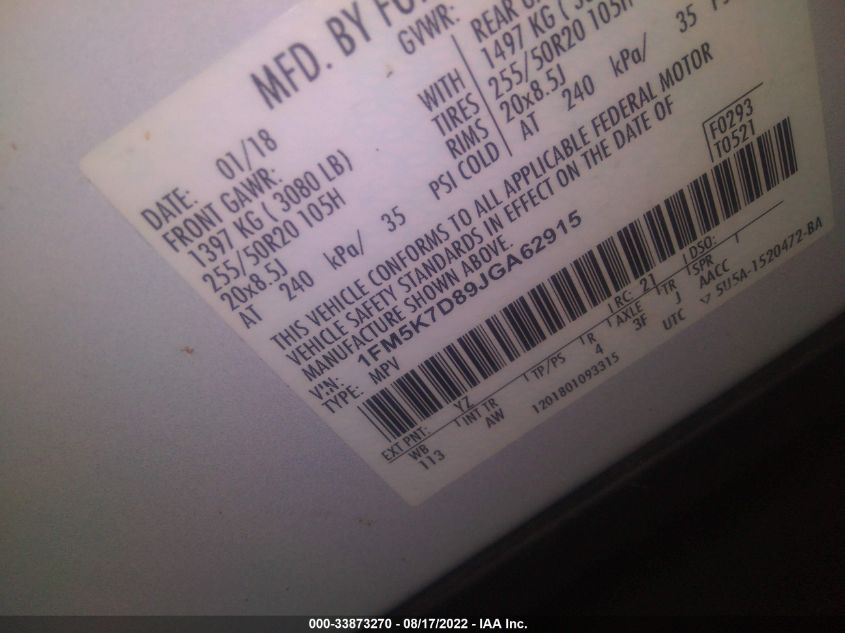 MFD. BY FO
DATE: 01/18
GVWR:
FRONT GAWR:
1397 KG ( 3080 LB)
255/50R20 105H
20x8.5J
AT 240 kPa/ 35 PSI COLD
WITH
TIRES
RIMS
REAR
1497 KG (
255/50R20 105H
20x8.5J
AT 240 kPa/ 35
THIS VEHICLE CONFORMS TO ALL APPLICABLE FEDERAL MOTOR
VEHICLE SAFETY STANDARDS IN EFFECT ON THE DATE OF
MANUFACTURE SHOWN ABOVE.
VIN: 1FM5K7D89JGA62915
TYPE: MPV
F0293
T0521
EXT PNT: YZ RC: 21 DSO:
WB INT TR TP/PS R AXLE TR SPR
113 AW 4 3F J AACC
1201801093315 UTC ▽ 5U5A-1520472-BA
000-33873270 - 08/17/2022 - IAA Inc.